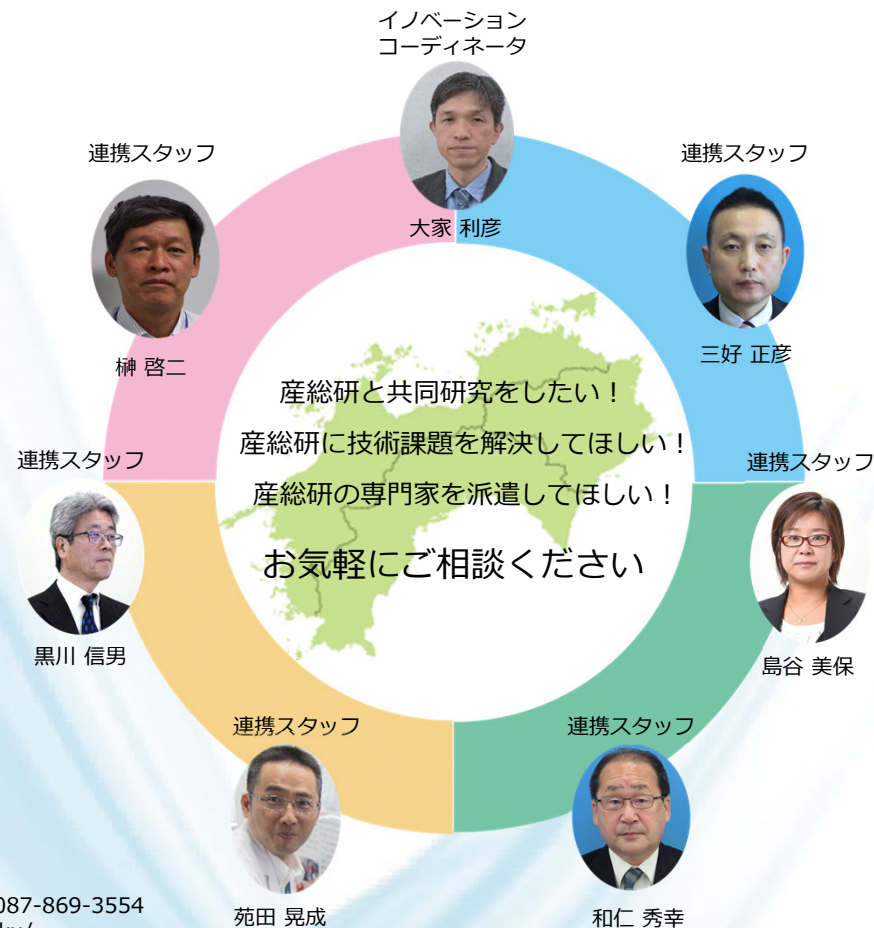 イノベーション
コーディネータ
大家 利彦
連携スタッフ
榊 啓二
連携スタッフ
三好 正彦
産総研と共同研究をしたい！
産総研に技術課題を解決してほしい！
産総研の専門家を派遣してほしい！
お気軽にご相談ください
連携スタッフ
黒川 信男
連携スタッフ
島谷 美保
連携スタッフ
苑田 晃成
連携スタッフ
和仁 秀幸
087-869-3554